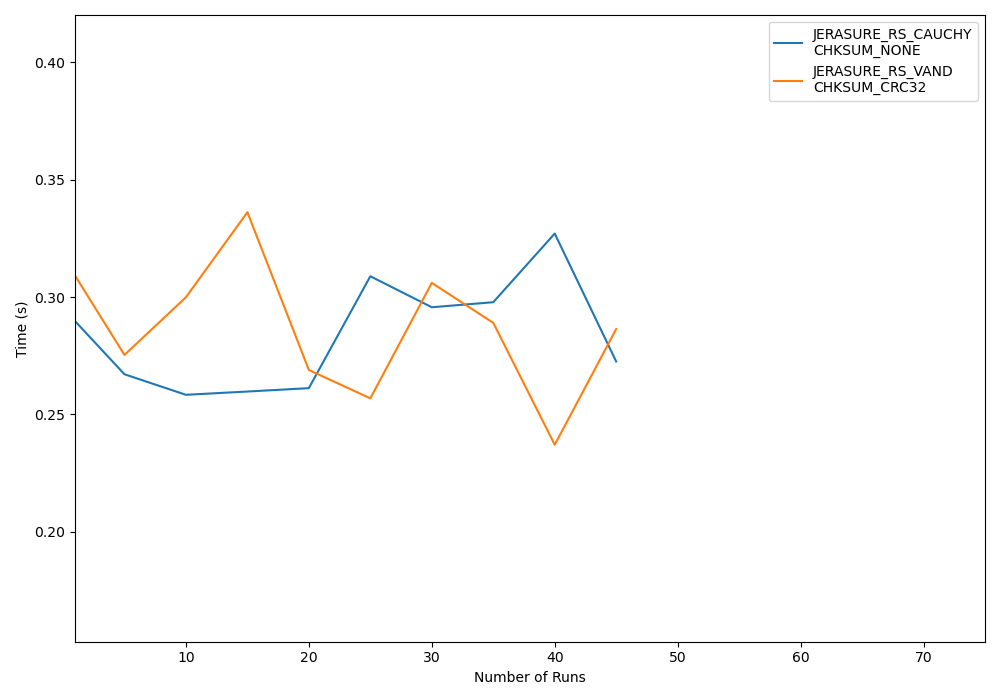 JERASURE_RS_CAUCHY
CHKSUM_NONE
JERASURE_RS_VAND
CHKSUM_CRC32
0.40
0.35
0.30
0.25
0.20
Time (s)
10 20 30 40 50 60 70
Number of Runs